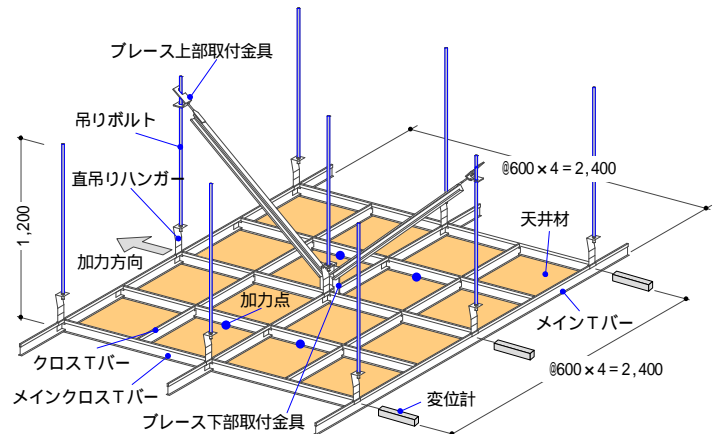 ブレース上部取付金具
吊りボルト
直吊りハンガー
1,200
加力方向
@600×4=2,400
天井材
加力点
メインTバー
クロスTバー
メインクロスTバー
@600×4=2,400
変位計
ブレース下部取付金具